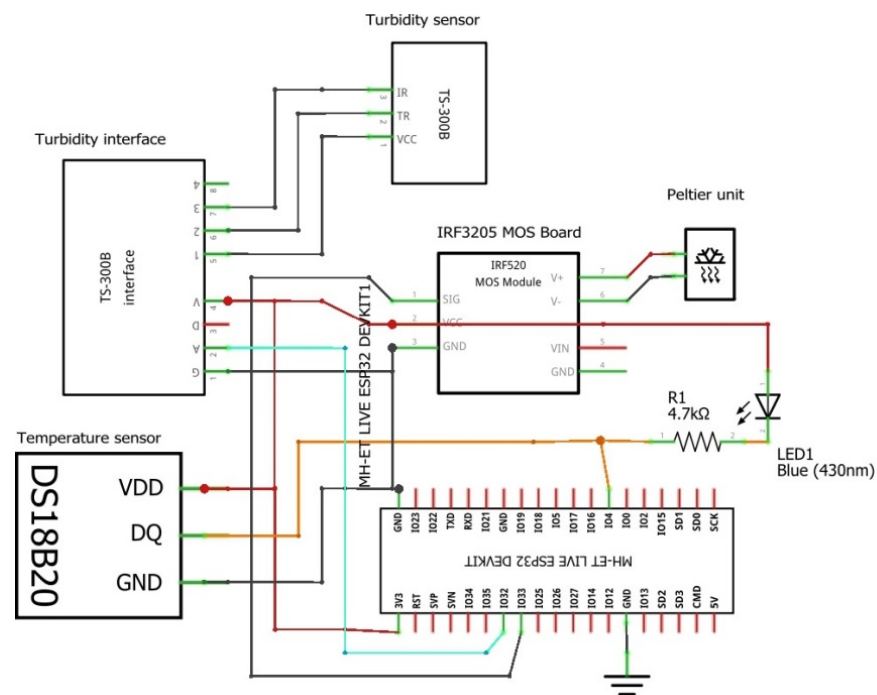 Turbidity sensor
TS-300B
IR
TR
VCC
3
2
1
Turbidity interface
TS-300B
interface
4
3
2
1
V
D
A
G
8
7
6
5
4
3
2
1
IRF3205 MOS Board
IRF520
MOS Module
SIG
VCC
GND
1
2
3
V+
V-
VIN
GND
7
6
5
4
Peltier unit
MH-ET LIVE ESP32 DEVKIT1
R1
4.7kΩ
1
2
1
2
LED1
Blue (430nm)
Temperature sensor
DS18B20
VDD
DQ
GND
GND
IO23
IO22
TXD
RXD
IO21
GND
IO19
IO18
IO5
IO17
IO16
IO4
IO0
IO2
IO15
SD1
SD0
SCK
MH-ET LIVE ESP32 DEVKIT
3V3
RST
SVP
SVN
IO34
IO35
IO32
IO33
IO25
IO26
IO27
IO14
IO12
GND
IO13
SD2
SD3
CMD
5V